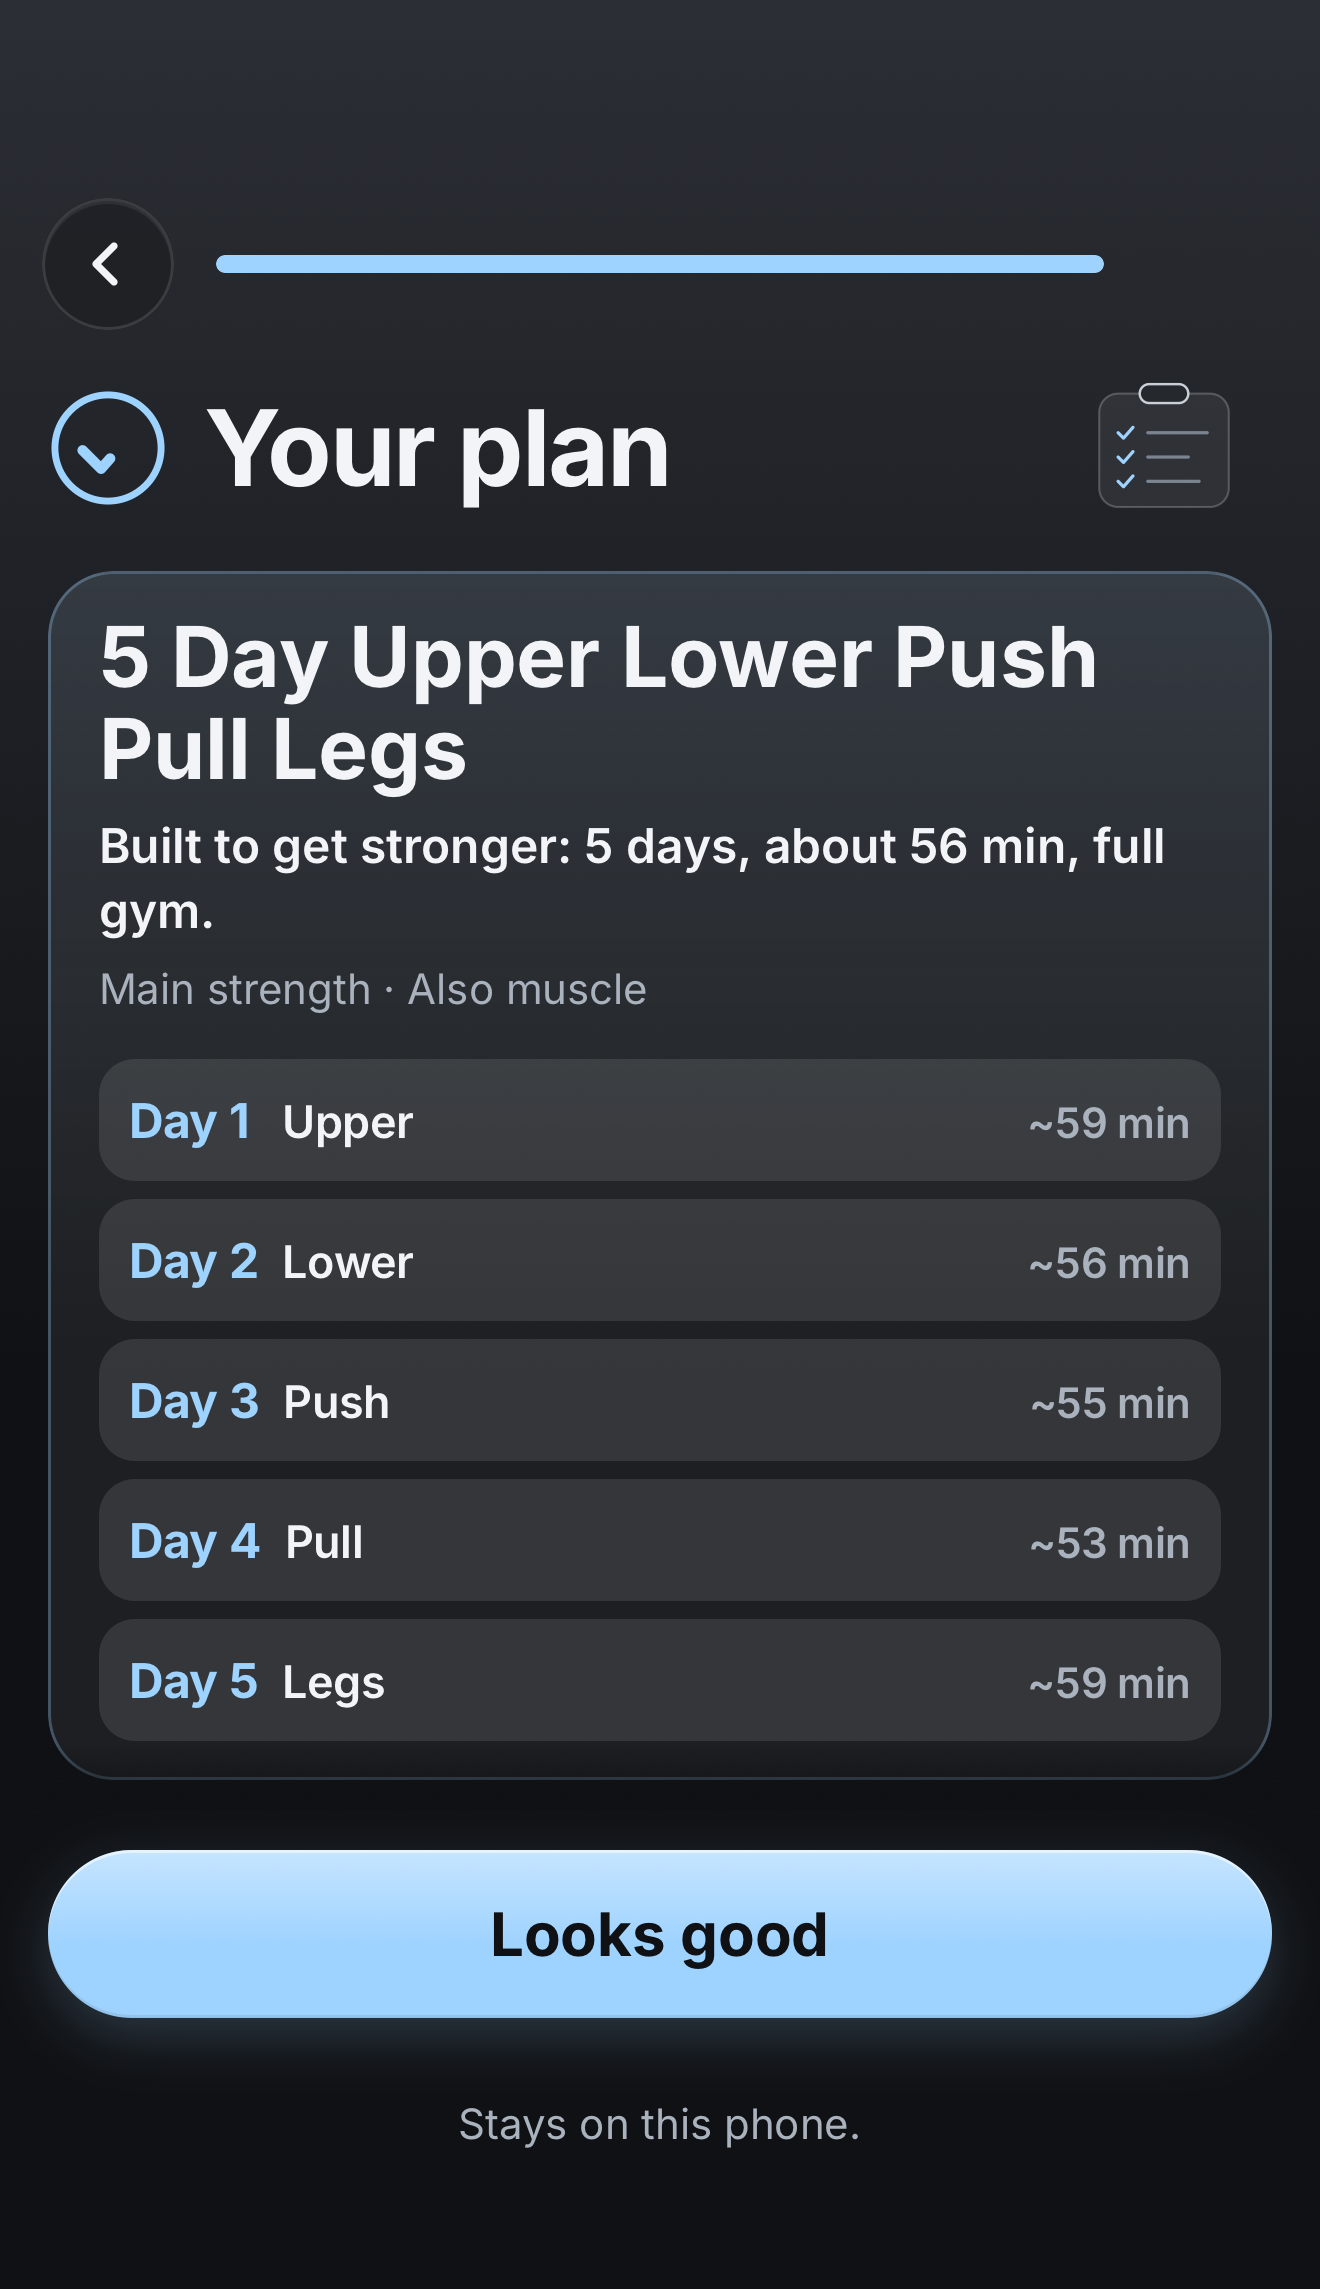 Your plan
5 Day Upper Lower Push
Pull Legs
Built to get stronger: 5 days, about 56 min, full
gym.
Main strength · Also muscle
Day 1 Upper ~59 min
Day 2 Lower ~56 min
Day 3 Push ~55 min
Day 4 Pull ~53 min
Day 5 Legs ~59 min
Looks good
Stays on this phone.